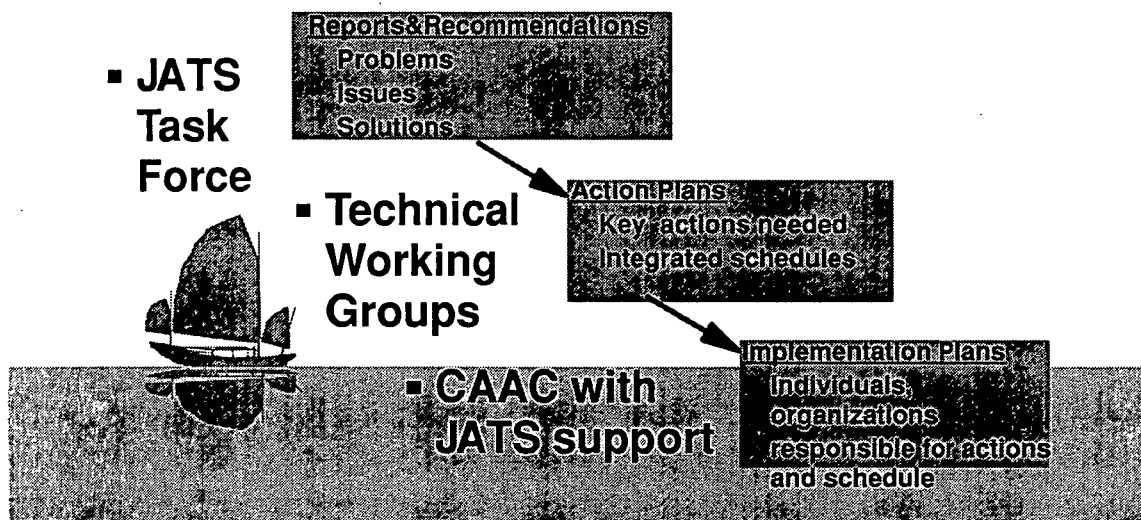 Reports&Recommendations
Problems
Issues
Solutions
▪ JATS
Task
Force
Action Plans
Key actions needed
Integrated schedules
▪ Technical
Working
Groups
Implementation Plans
Individuals,
organizations
responsible for actions
and schedule
▪ CAAC with
JATS support